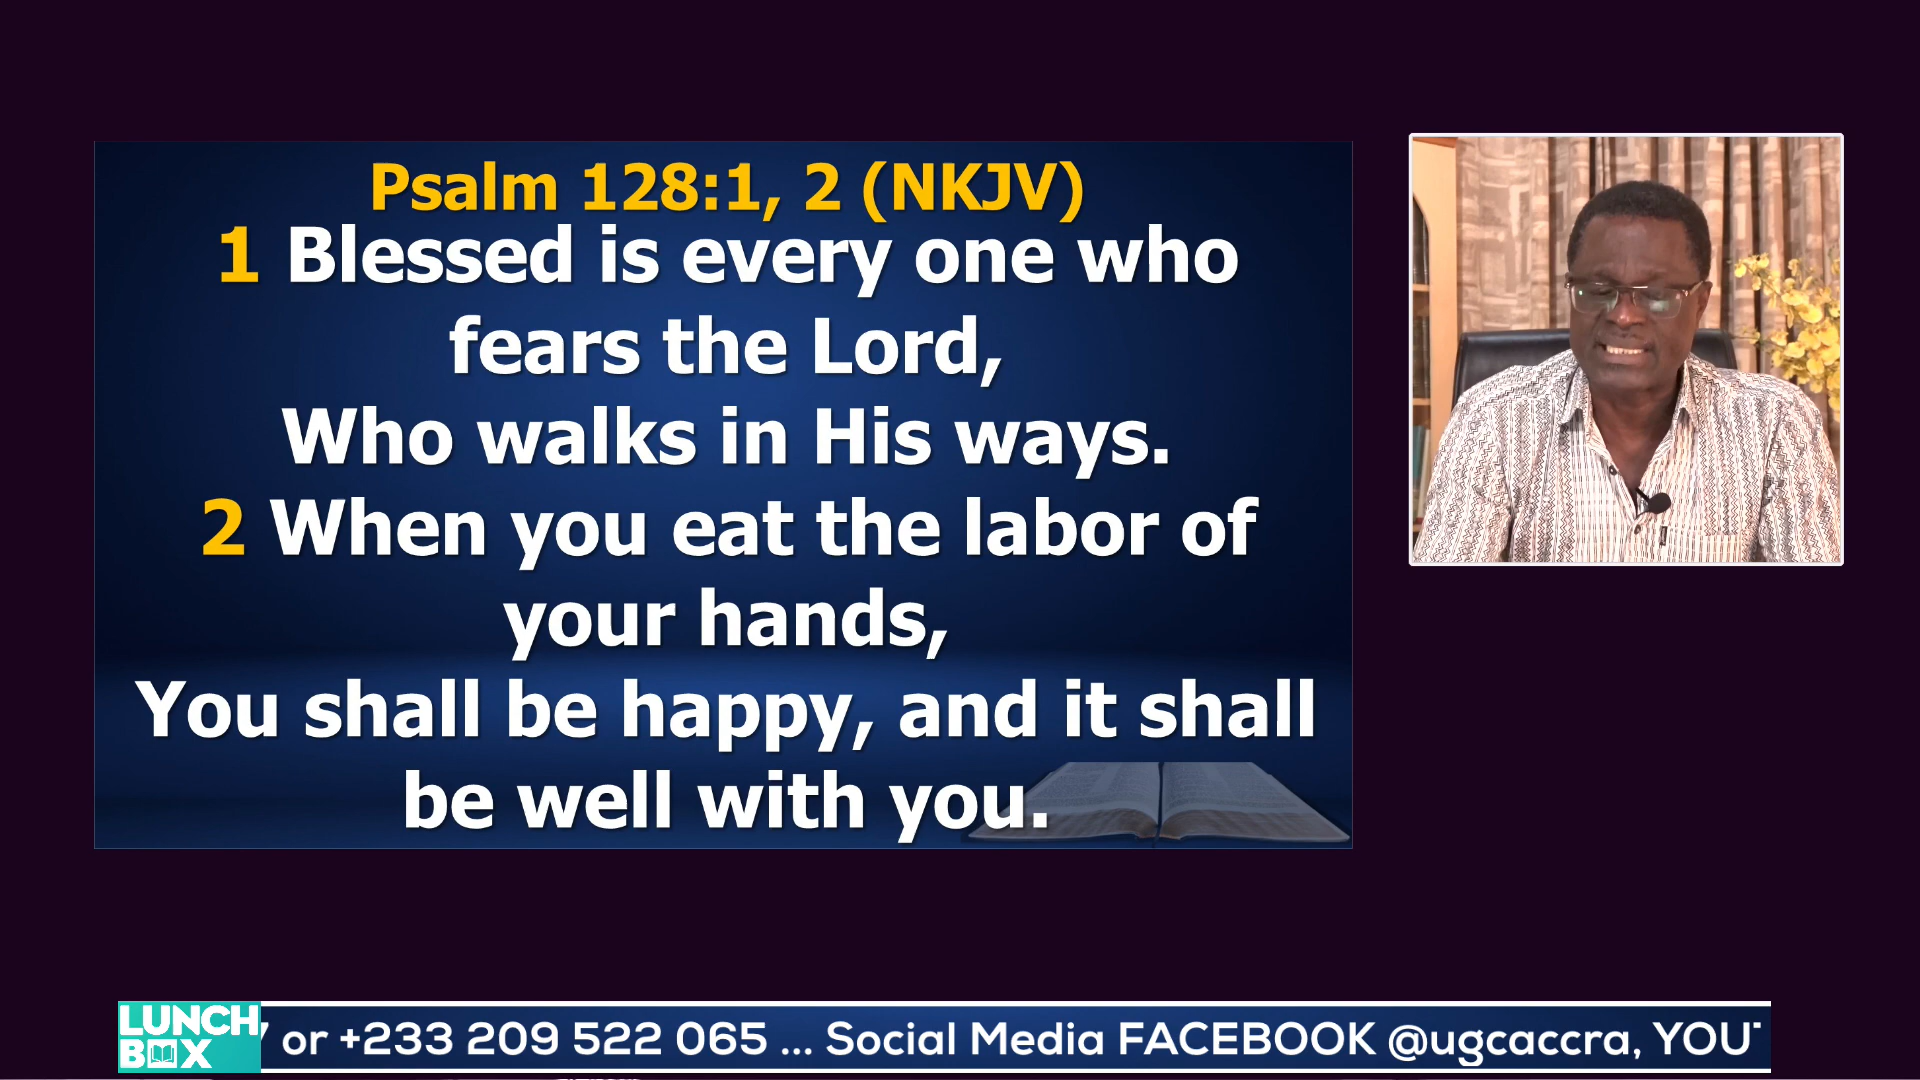 Psalm 128:1, 2 (NKJV)
1 Blessed is every one who
fears the Lord,
Who walks in His ways.
2 When you eat the labor of
your hands,
You shall be happy, and it shall
be well with you.
LUNCH
BOX
or +233 209 522 065 ... Social Media FACEBOOK @ugcaccra,